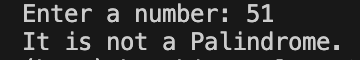 Enter a number: 51
It is not a Palindrome.